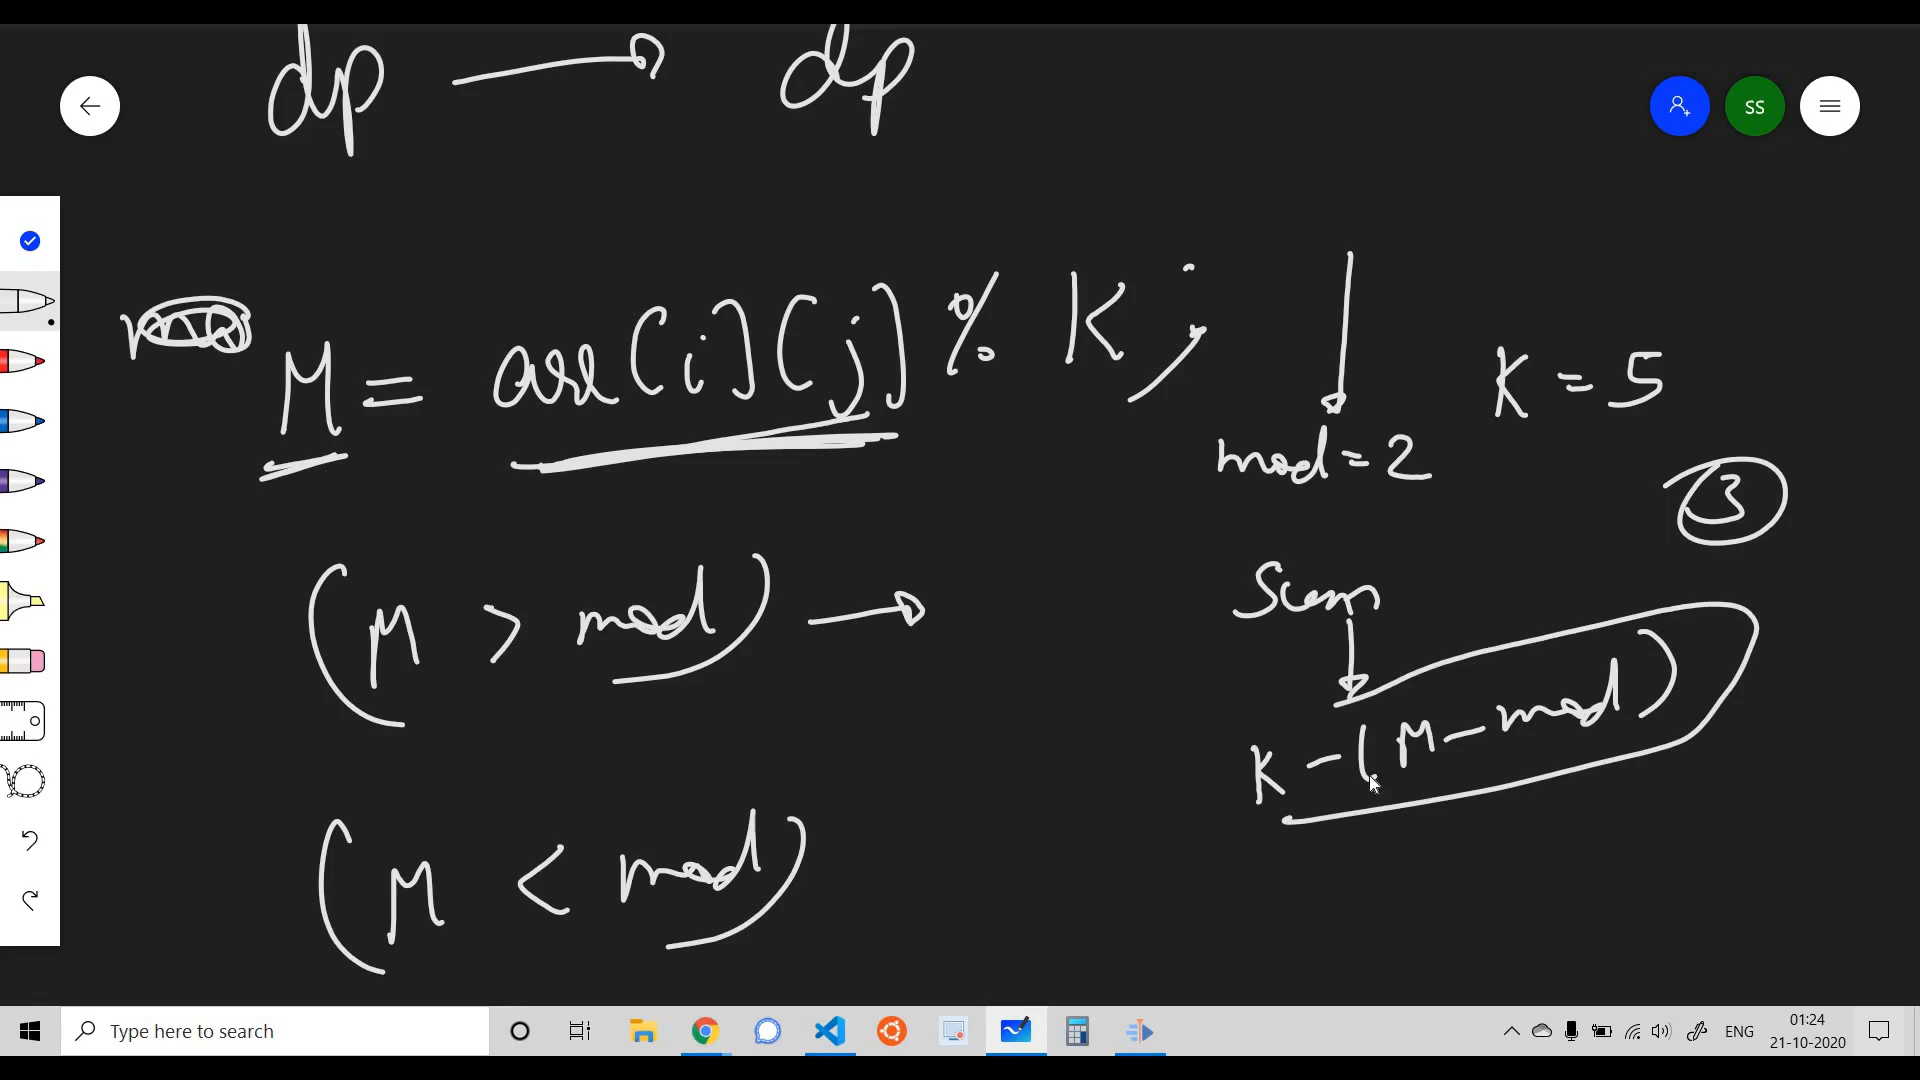 dp → dp
SS
M = arr[i][j] % K ;
K = 5
mod = 2
3
(M > mod) →
Sum
K - (M - mod)
(M < mod)
Type here to search
ENG
01:24
21-10-2020